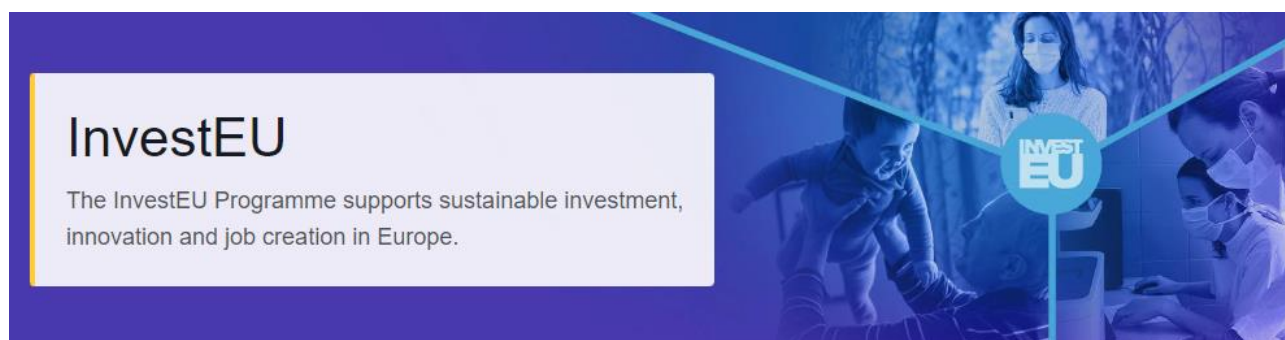 InvestEU
The InvestEU Programme supports sustainable investment,
innovation and job creation in Europe.
INVEST
EU